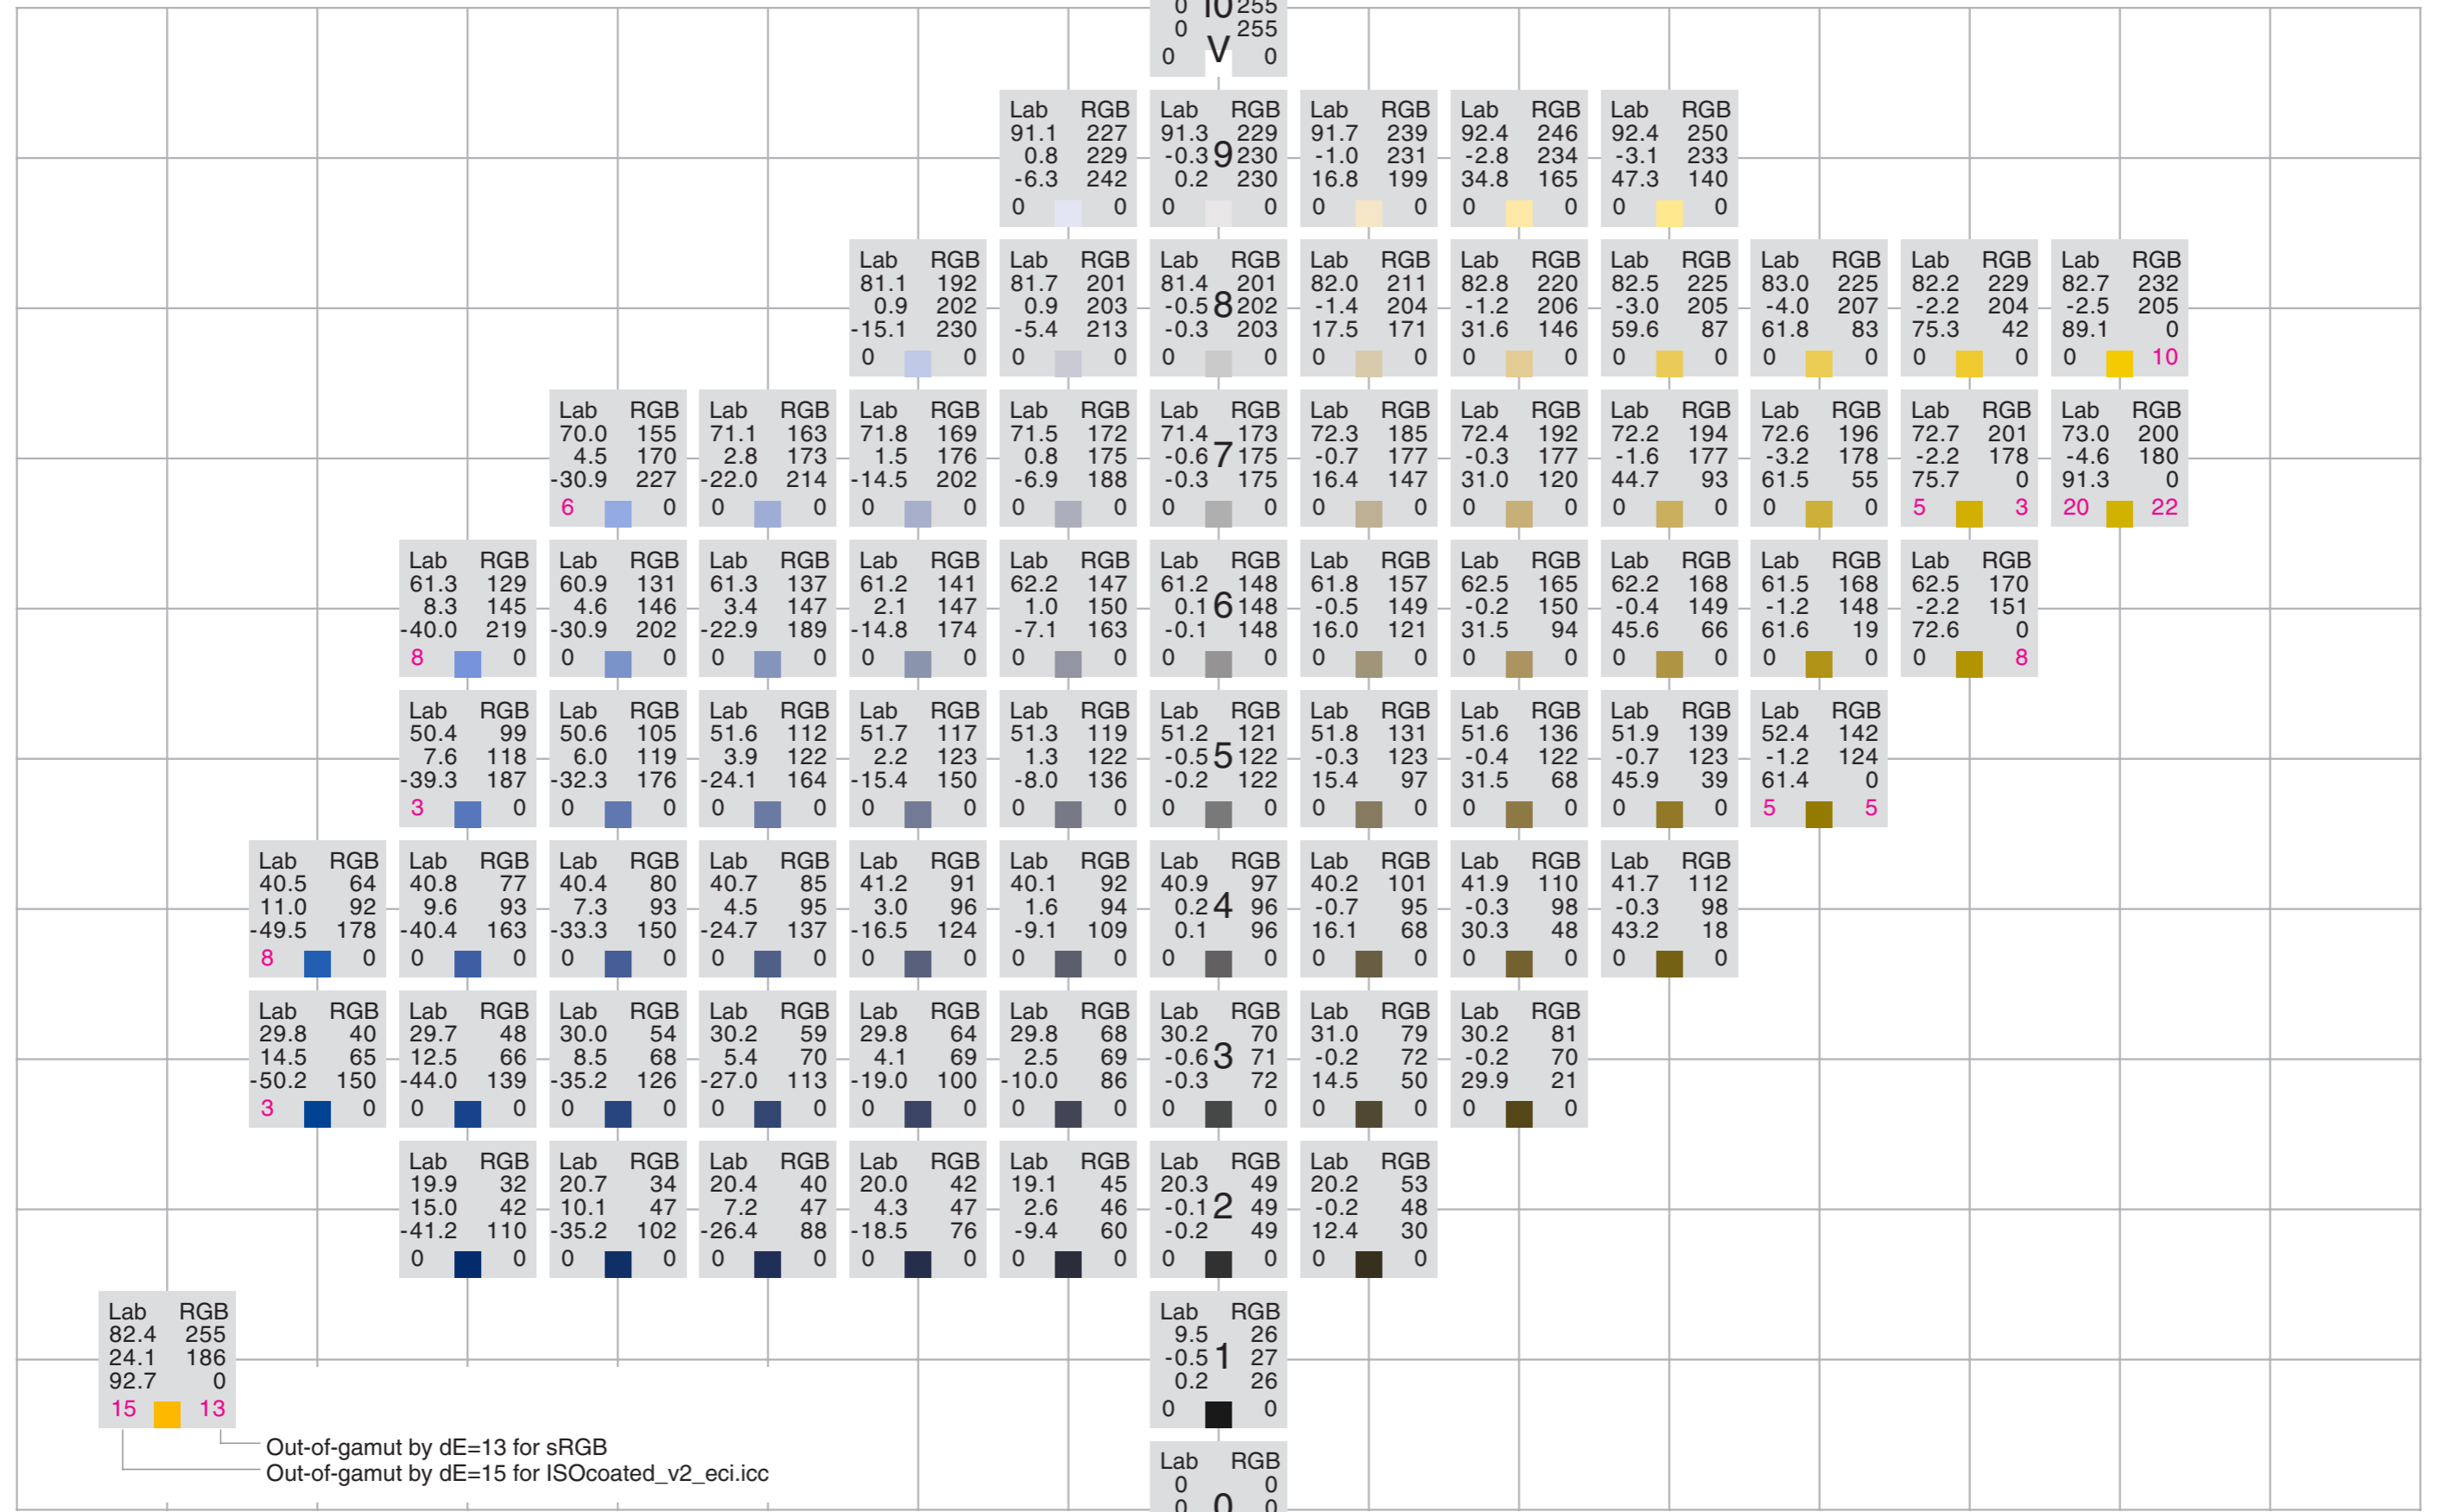 0 10 255
0 255
0 V 0
Lab RGB Lab RGB Lab RGB Lab RGB Lab RGB
91.1 227 91.3 229 91.7 239 92.4 246 92.4 250
0.8 229 -0.3 9 230 -1.0 231 -2.8 234 -3.1 233
-6.3 242 0.2 230 16.8 199 34.8 165 47.3 140
0 0 0 0 0 0 0 0 0 0
Lab RGB Lab RGB Lab RGB Lab RGB Lab RGB Lab RGB Lab RGB Lab RGB Lab RGB
81.1 192 81.7 201 81.4 201 82.0 211 82.8 220 82.5 225 83.0 225 82.2 229 82.7 232
0.9 202 0.9 203 -0.5 8 202 -1.4 204 -1.2 206 -3.0 205 -4.0 207 -2.2 204 -2.5 205
-15.1 230 -5.4 213 -0.3 203 17.5 171 31.6 146 59.6 87 61.8 83 75.3 42 89.1 0
0 0 0 0 0 0 0 0 0 0 0 0 0 0 0 0 0 10
Lab RGB Lab RGB Lab RGB Lab RGB Lab RGB Lab RGB Lab RGB Lab RGB Lab RGB Lab RGB Lab RGB
70.0 155 71.1 163 71.8 169 71.5 172 71.4 173 72.3 185 72.4 192 72.2 194 72.6 196 72.7 201 73.0 200
4.5 170 2.8 173 1.5 176 0.8 175 -0.6 7 175 -0.7 177 -0.3 177 -1.6 177 -3.2 178 -2.2 178 -4.6 180
-30.9 227 -22.0 214 -14.5 202 -6.9 188 -0.3 175 16.4 147 31.0 120 44.7 93 61.5 55 75.7 0 91.3 0
6 0 0 0 0 0 0 0 0 0 0 0 0 0 0 0 0 0 5 3 20 22
Lab RGB Lab RGB Lab RGB Lab RGB Lab RGB Lab RGB Lab RGB Lab RGB Lab RGB Lab RGB Lab RGB
61.3 129 60.9 131 61.3 137 61.2 141 62.2 147 61.2 148 61.8 157 62.5 165 62.2 168 61.5 168 62.5 170
8.3 145 4.6 146 3.4 147 2.1 147 1.0 150 0.1 6 148 -0.5 149 -0.2 150 -0.4 149 -1.2 148 -2.2 151
-40.0 219 -30.9 202 -22.9 189 -14.8 174 -7.1 163 -0.1 148 16.0 121 31.5 94 45.6 66 61.6 19 72.6 0
8 0 0 0 0 0 0 0 0 0 0 0 0 0 0 0 0 0 0 0 0 8
Lab RGB Lab RGB Lab RGB Lab RGB Lab RGB Lab RGB Lab RGB Lab RGB Lab RGB Lab RGB
50.4 99 50.6 105 51.6 112 51.7 117 51.3 119 51.2 121 51.8 131 51.6 136 51.9 139 52.4 142
7.6 118 6.0 119 3.9 122 2.2 123 1.3 122 -0.5 5 122 -0.3 123 -0.4 122 -0.7 123 -1.2 124
-39.3 187 -32.3 176 -24.1 164 -15.4 150 -8.0 136 -0.2 122 15.4 97 31.5 68 45.9 39 61.4 0
3 0 0 0 0 0 0 0 0 0 0 0 0 0 0 0 0 0 5 5
Lab RGB Lab RGB Lab RGB Lab RGB Lab RGB Lab RGB Lab RGB Lab RGB Lab RGB Lab RGB
40.5 64 40.8 77 40.4 80 40.7 85 41.2 91 40.1 92 40.9 97 40.2 101 41.9 110 41.7 112
11.0 92 9.6 93 7.3 93 4.5 95 3.0 96 1.6 94 0.2 4 96 -0.7 95 -0.3 98 -0.3 98
-49.5 178 -40.4 163 -33.3 150 -24.7 137 -16.5 124 -9.1 109 0.1 96 16.1 68 30.3 48 43.2 18
8 0 0 0 0 0 0 0 0 0 0 0 0 0 0 0 0 0 0 0
Lab RGB Lab RGB Lab RGB Lab RGB Lab RGB Lab RGB Lab RGB Lab RGB Lab RGB
29.8 40 29.7 48 30.0 54 30.2 59 29.8 64 29.8 68 30.2 70 31.0 79 30.2 81
14.5 65 12.5 66 8.5 68 5.4 70 4.1 69 2.5 69 -0.6 3 71 -0.2 72 -0.2 70
-50.2 150 -44.0 139 -35.2 126 -27.0 113 -19.0 100 -10.0 86 -0.3 72 14.5 50 29.9 21
3 0 0 0 0 0 0 0 0 0 0 0 0 0 0 0 0 0
Lab RGB Lab RGB Lab RGB Lab RGB Lab RGB Lab RGB Lab RGB
19.9 32 20.7 34 20.4 40 20.0 42 19.1 45 20.3 49 20.2 53
15.0 42 10.1 47 7.2 47 4.3 47 2.6 46 -0.1 2 49 -0.2 48
-41.2 110 -35.2 102 -26.4 88 -18.5 76 -9.4 60 -0.2 49 12.4 30
0 0 0 0 0 0 0 0 0 0 0 0 0 0
Lab RGB Lab RGB
82.4 255 9.5 26
24.1 186 -0.5 1 27
92.7 0 0.2 26
15 13 0 0
Out-of-gamut by dE=13 for sRGB
Out-of-gamut by dE=15 for ISOcoated_v2_eci.icc
Lab RGB
0 0
0 0 0